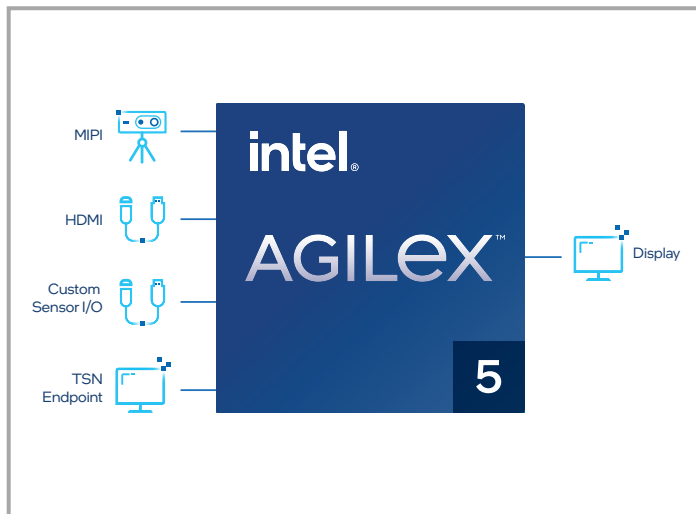 MIPI
HDMI
Custom
Sensor I/O
TSN
Endpoint
intel®
AGILEX™
5
Display